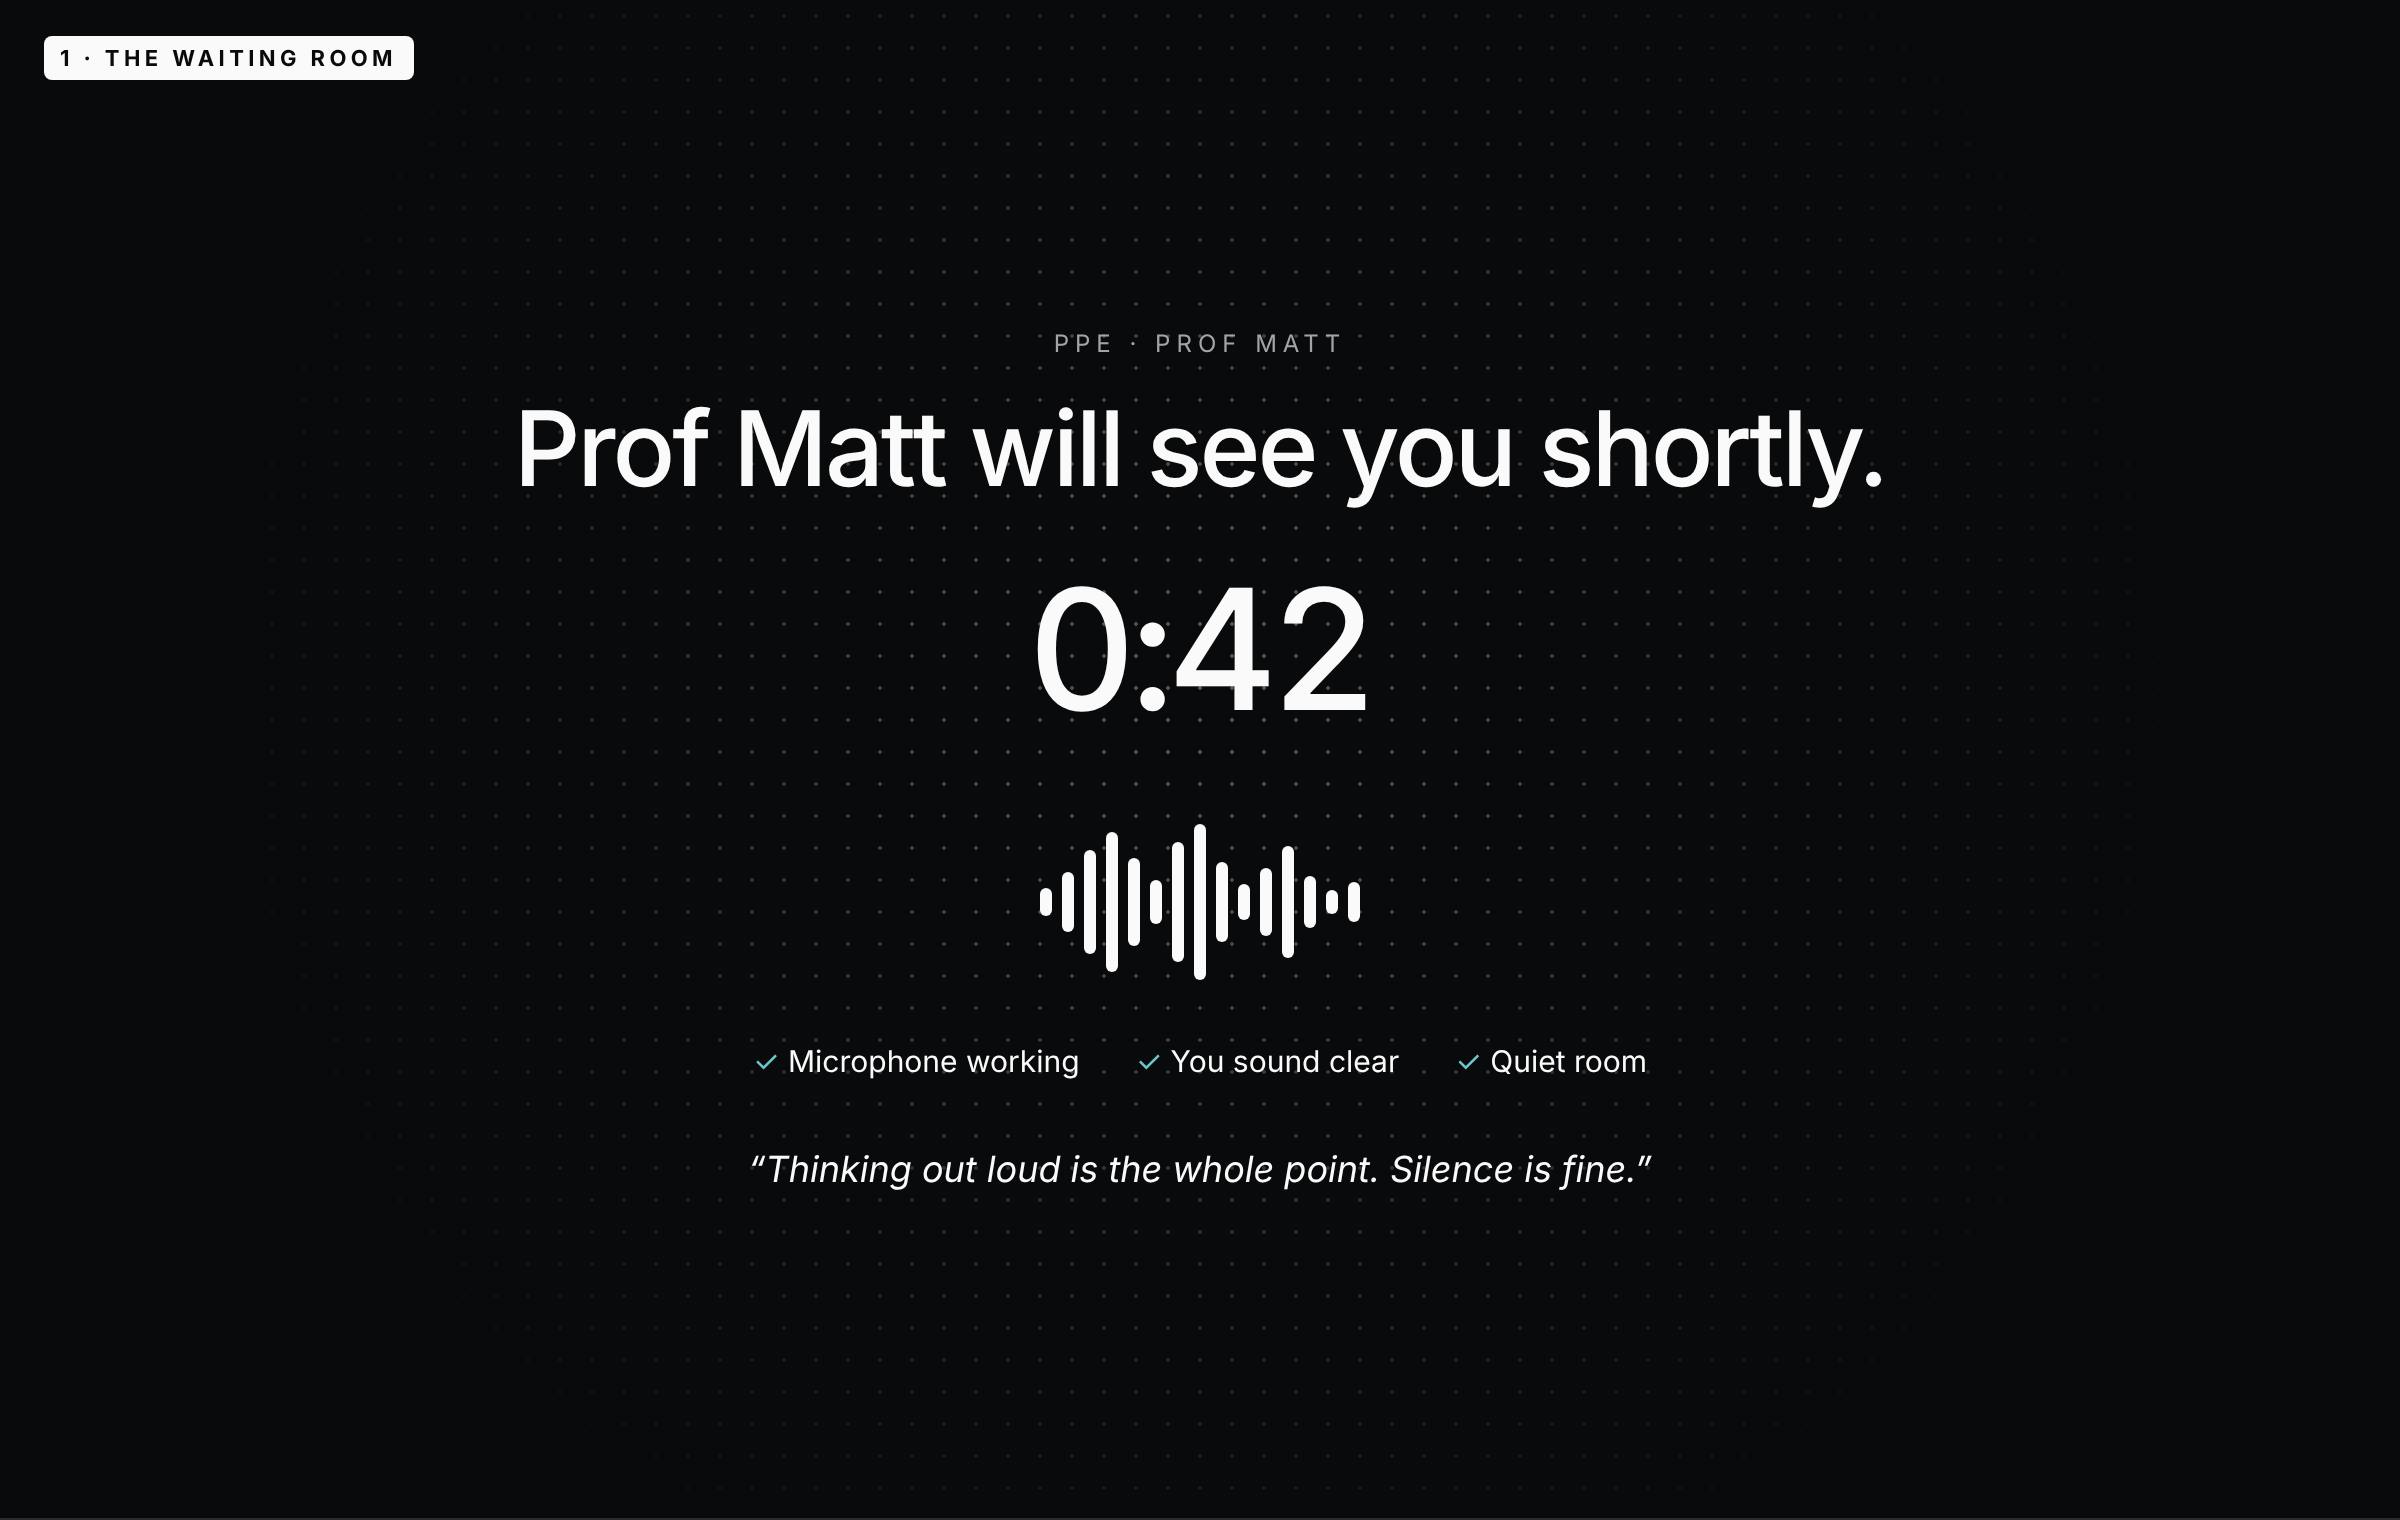 1 · THE WAITING ROOM
PPE · PROF MATT
Prof Matt will see you shortly.
0:42
✓ Microphone working ✓ You sound clear ✓ Quiet room
“Thinking out loud is the whole point. Silence is fine.”